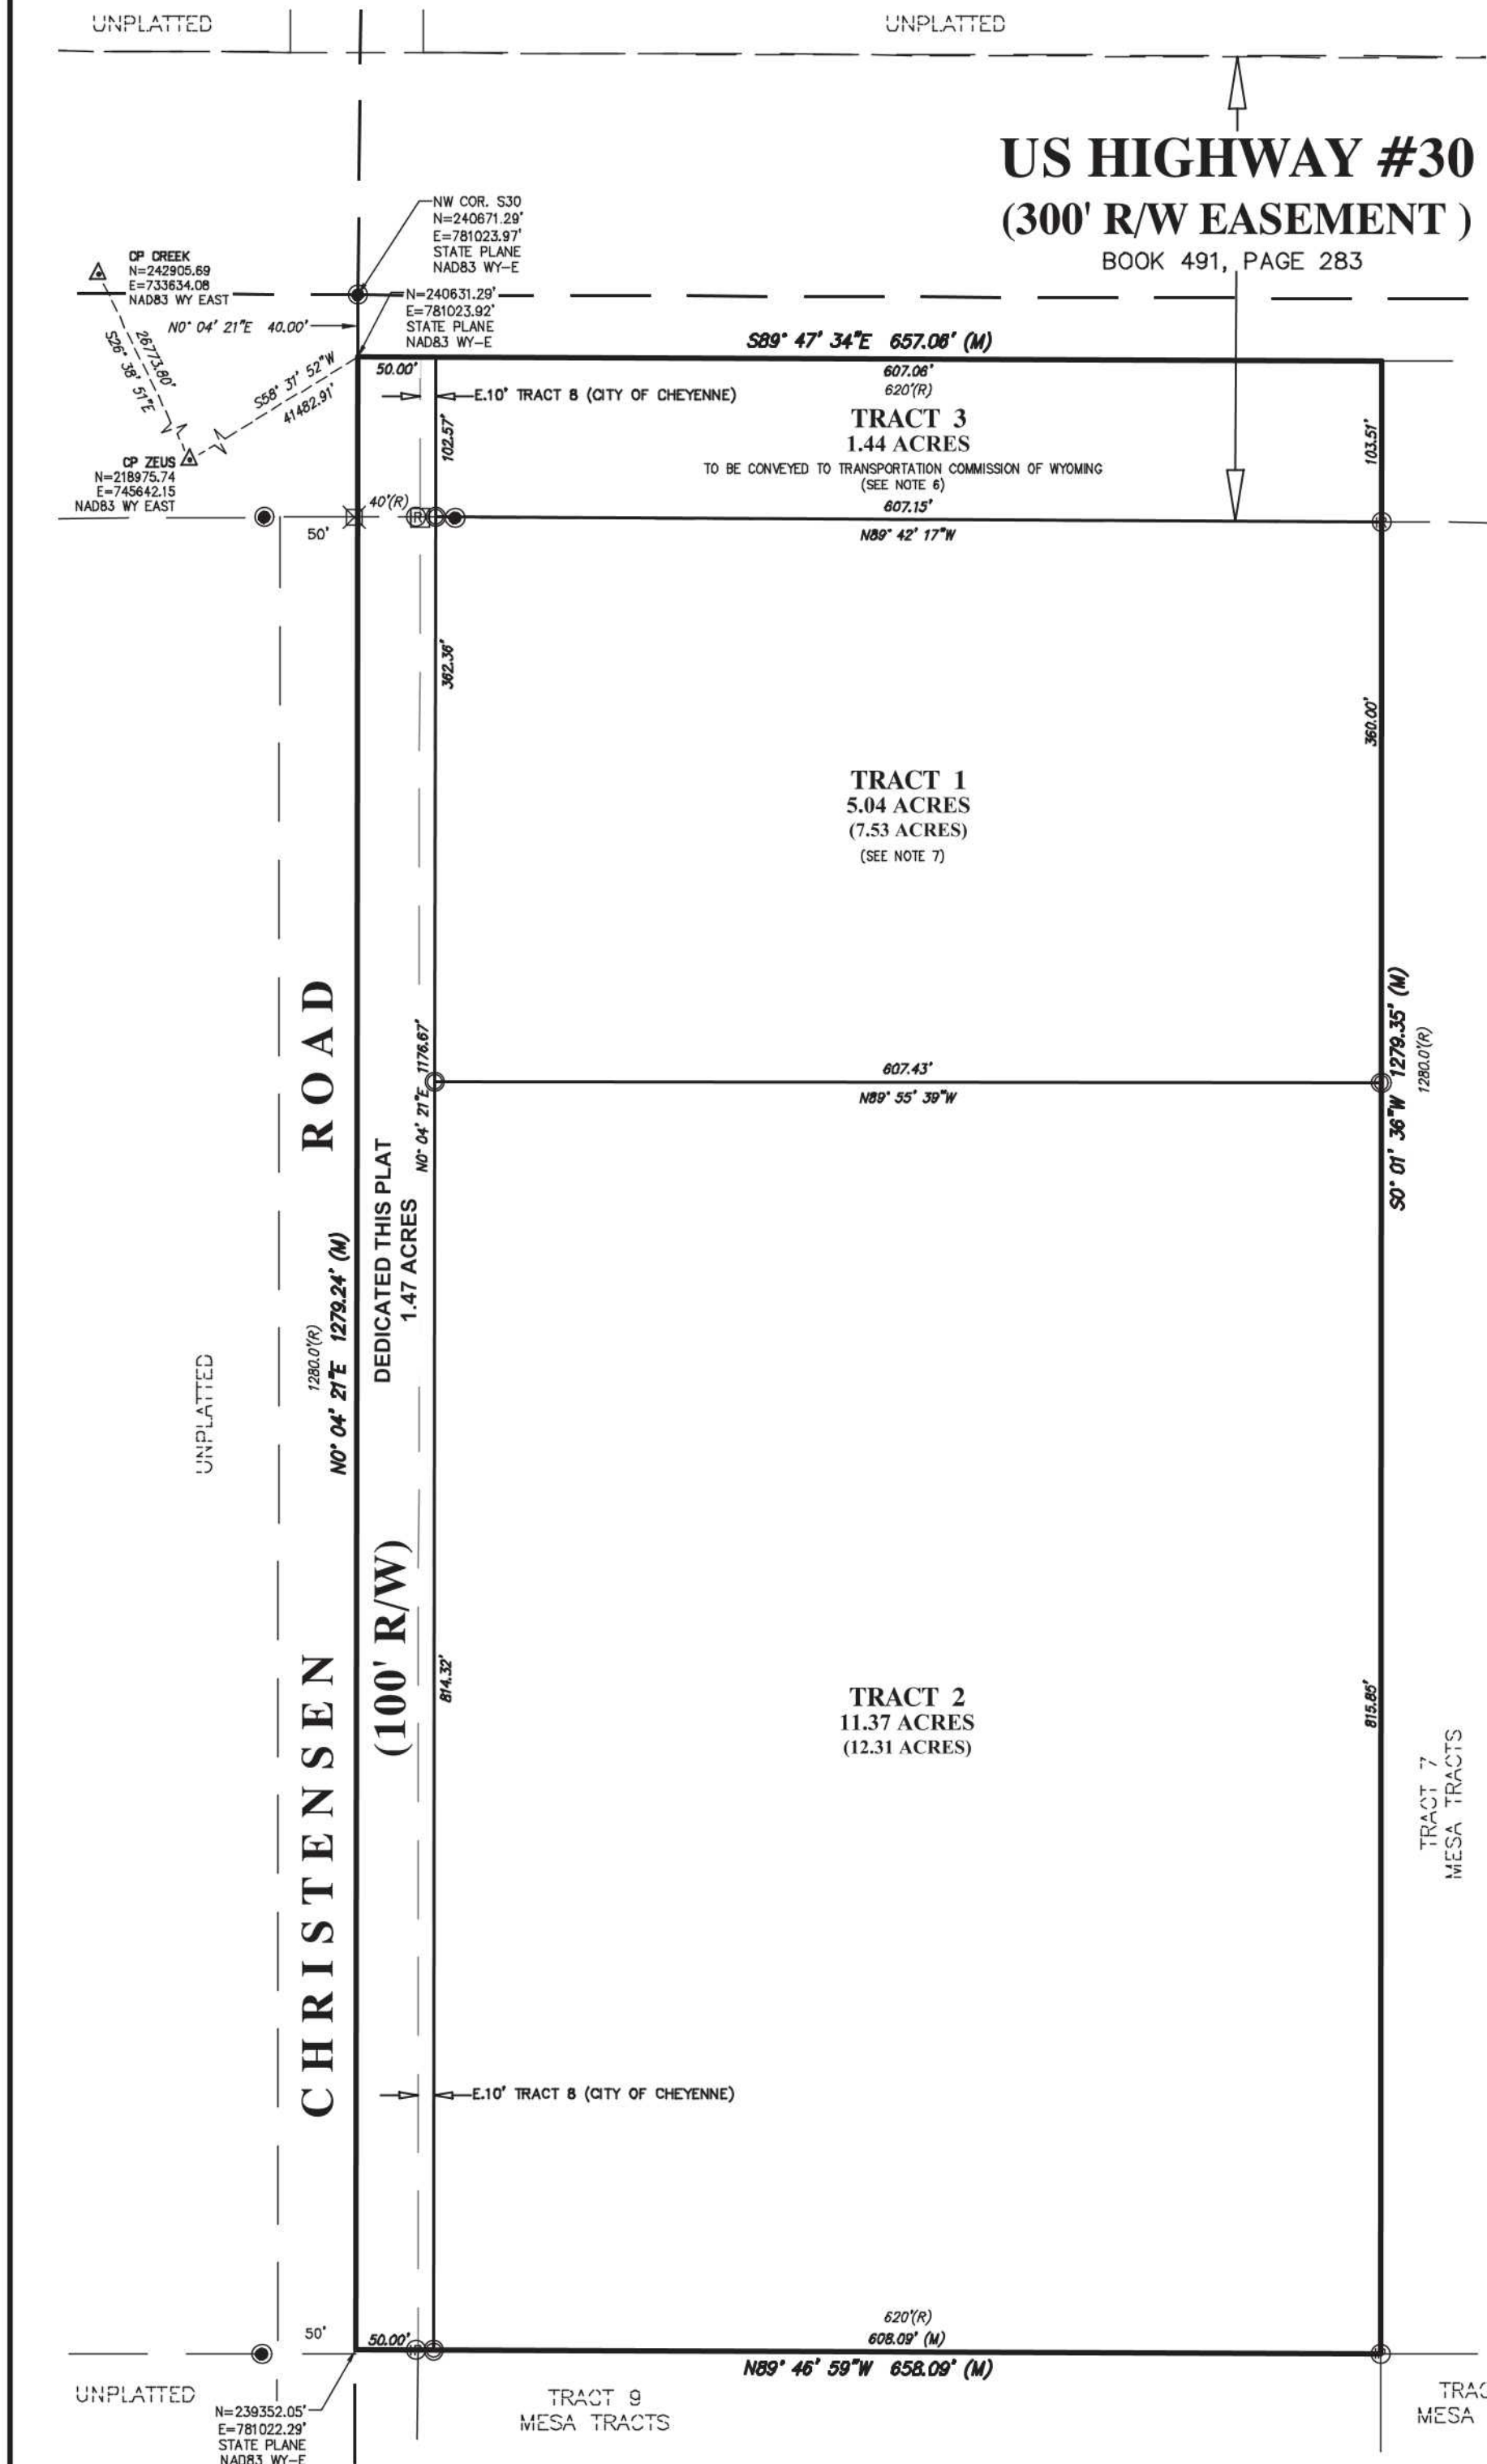 UNPLATTED
UNPLATTED
US HIGHWAY #30
(300' R/W EASEMENT )
BOOK 491, PAGE 283
NW COR. S30
N=240671.29'
E=781023.97'
STATE PLANE
NAD83 WY-E
CP CREEK
N=242905.69
E=733634.08
NAD83 WY EAST
N=240631.29'
E=781023.92'
STATE PLANE
NAD83 WY-E
N0° 04' 21"E 40.00'
26773.80'
S26° 38' 51"E
S58° 31' 52"W
41482.91'
CP ZEUS
N=218975.74
E=745642.15
NAD83 WY EAST
S89° 47' 34"E 657.06' (M)
50.00'
607.06'
620'(R)
E.10' TRACT 8 (CITY OF CHEYENNE)
TRACT 3
1.44 ACRES
TO BE CONVEYED TO TRANSPORTATION COMMISSION OF WYOMING
(SEE NOTE 6)
102.57'
103.51'
40'(R)
50'
607.15'
N89° 42' 17"W
362.36'
360.00'
TRACT 1
5.04 ACRES
(7.53 ACRES)
(SEE NOTE 7)
607.43'
N89° 55' 39"W
N0° 04' 21"E 1176.67'
S0° 01' 36"W 1279.35' (M)
1280.0'(R)
CHRISTENSEN ROAD
DEDICATED THIS PLAT
1.47 ACRES
1280.0'(R)
N0° 04' 21"E 1279.24' (M)
UNPLATTED
(100' R/W)
814.32'
815.85'
TRACT 2
11.37 ACRES
(12.31 ACRES)
TRACT 7
MESA TRACTS
E.10' TRACT 8 (CITY OF CHEYENNE)
50'
50.00'
620'(R)
608.09' (M)
N89° 46' 59"W 658.09' (M)
UNPLATTED
N=239352.05'
E=781022.29'
STATE PLANE
NAD83 WY-E
TRACT 9
MESA TRACTS
TRAC
MESA